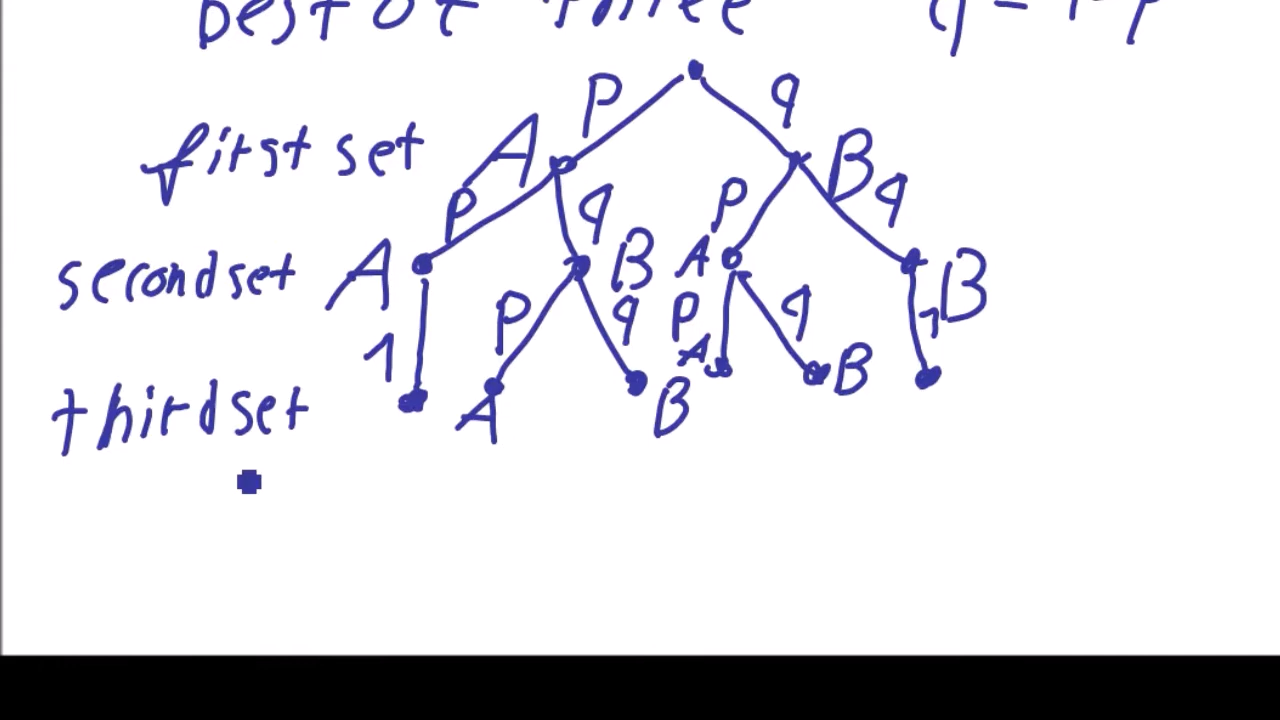 best of three q = 1-p
p q
first set A B
p q p q
second set A B A B
1 p q p q 1
third set A B A B